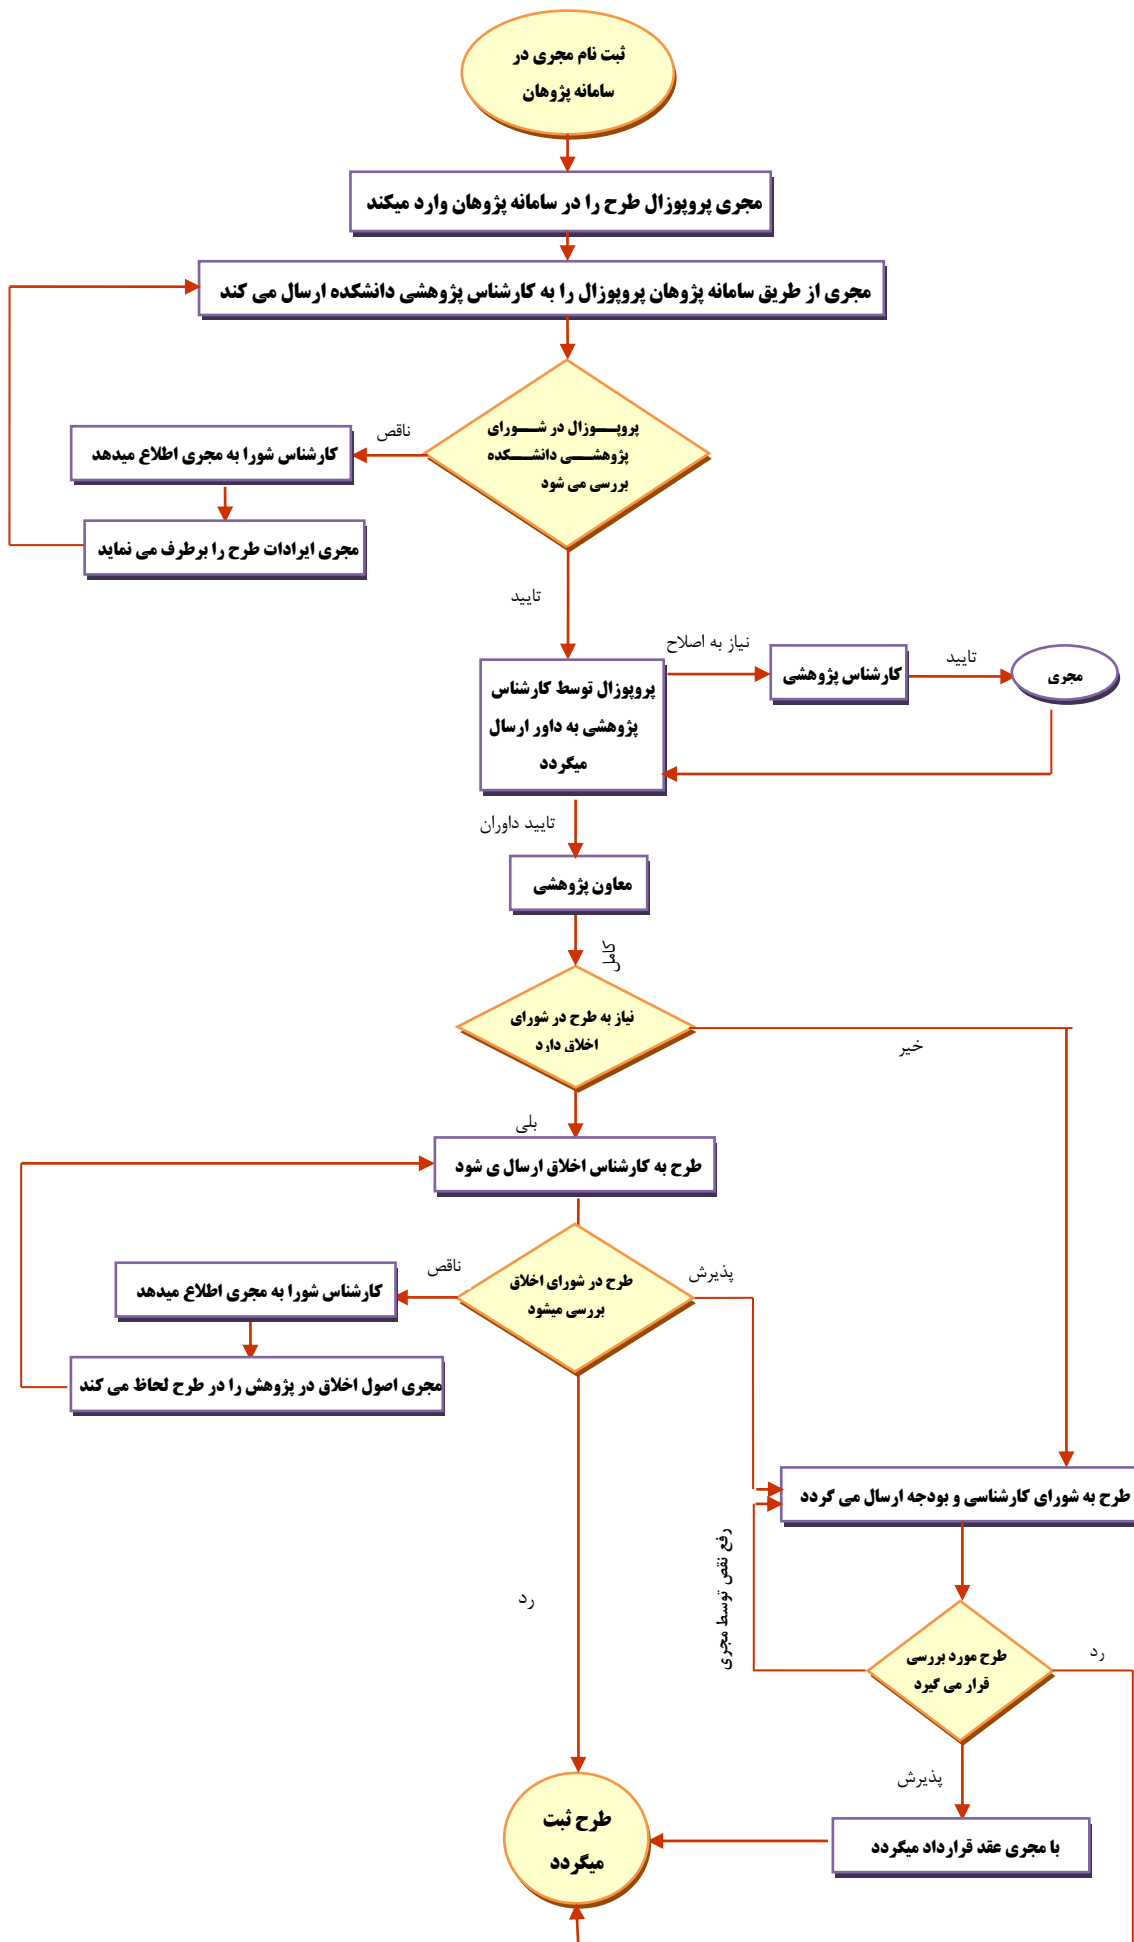 ثبت نام مجری در
سامانه پژوهان
مجری پروپوزال طرح را در سامانه پژوهان وارد میکند
مجری از طریق سامانه پژوهان پروپوزال را به کارشناس پژوهشی دانشکده ارسال می کند
پروپــوزال در شــورای
پژوهشــی دانشــکده
بررسی می شود
ناقص
کارشناس شورا به مجری اطلاع میدهد
مجری ایرادات طرح را برطرف می نماید
تایید
پروپوزال توسط کارشناس
پژوهشی به داور ارسال
میگردد
نیاز به اصلاح
کارشناس پژوهشی
تایید
مجری
تایید داوران
معاون پژوهشی
کامل
نیاز به طرح در شورای
اخلاق دارد
خیر
بلی
طرح به کارشناس اخلاق ارسال ی شود
طرح در شورای اخلاق
بررسی میشود
پذیرش
ناقص
کارشناس شورا به مجری اطلاع میدهد
مجری اصول اخلاق در پژوهش را در طرح لحاظ می کند
طرح به شورای کارشناسی و بودجه ارسال می گردد
رفع نقص توسط مجری
رد
طرح مورد بررسی
قرار می گیرد
رد
پذیرش
با مجری عقد قرارداد میگردد
طرح ثبت
میگردد